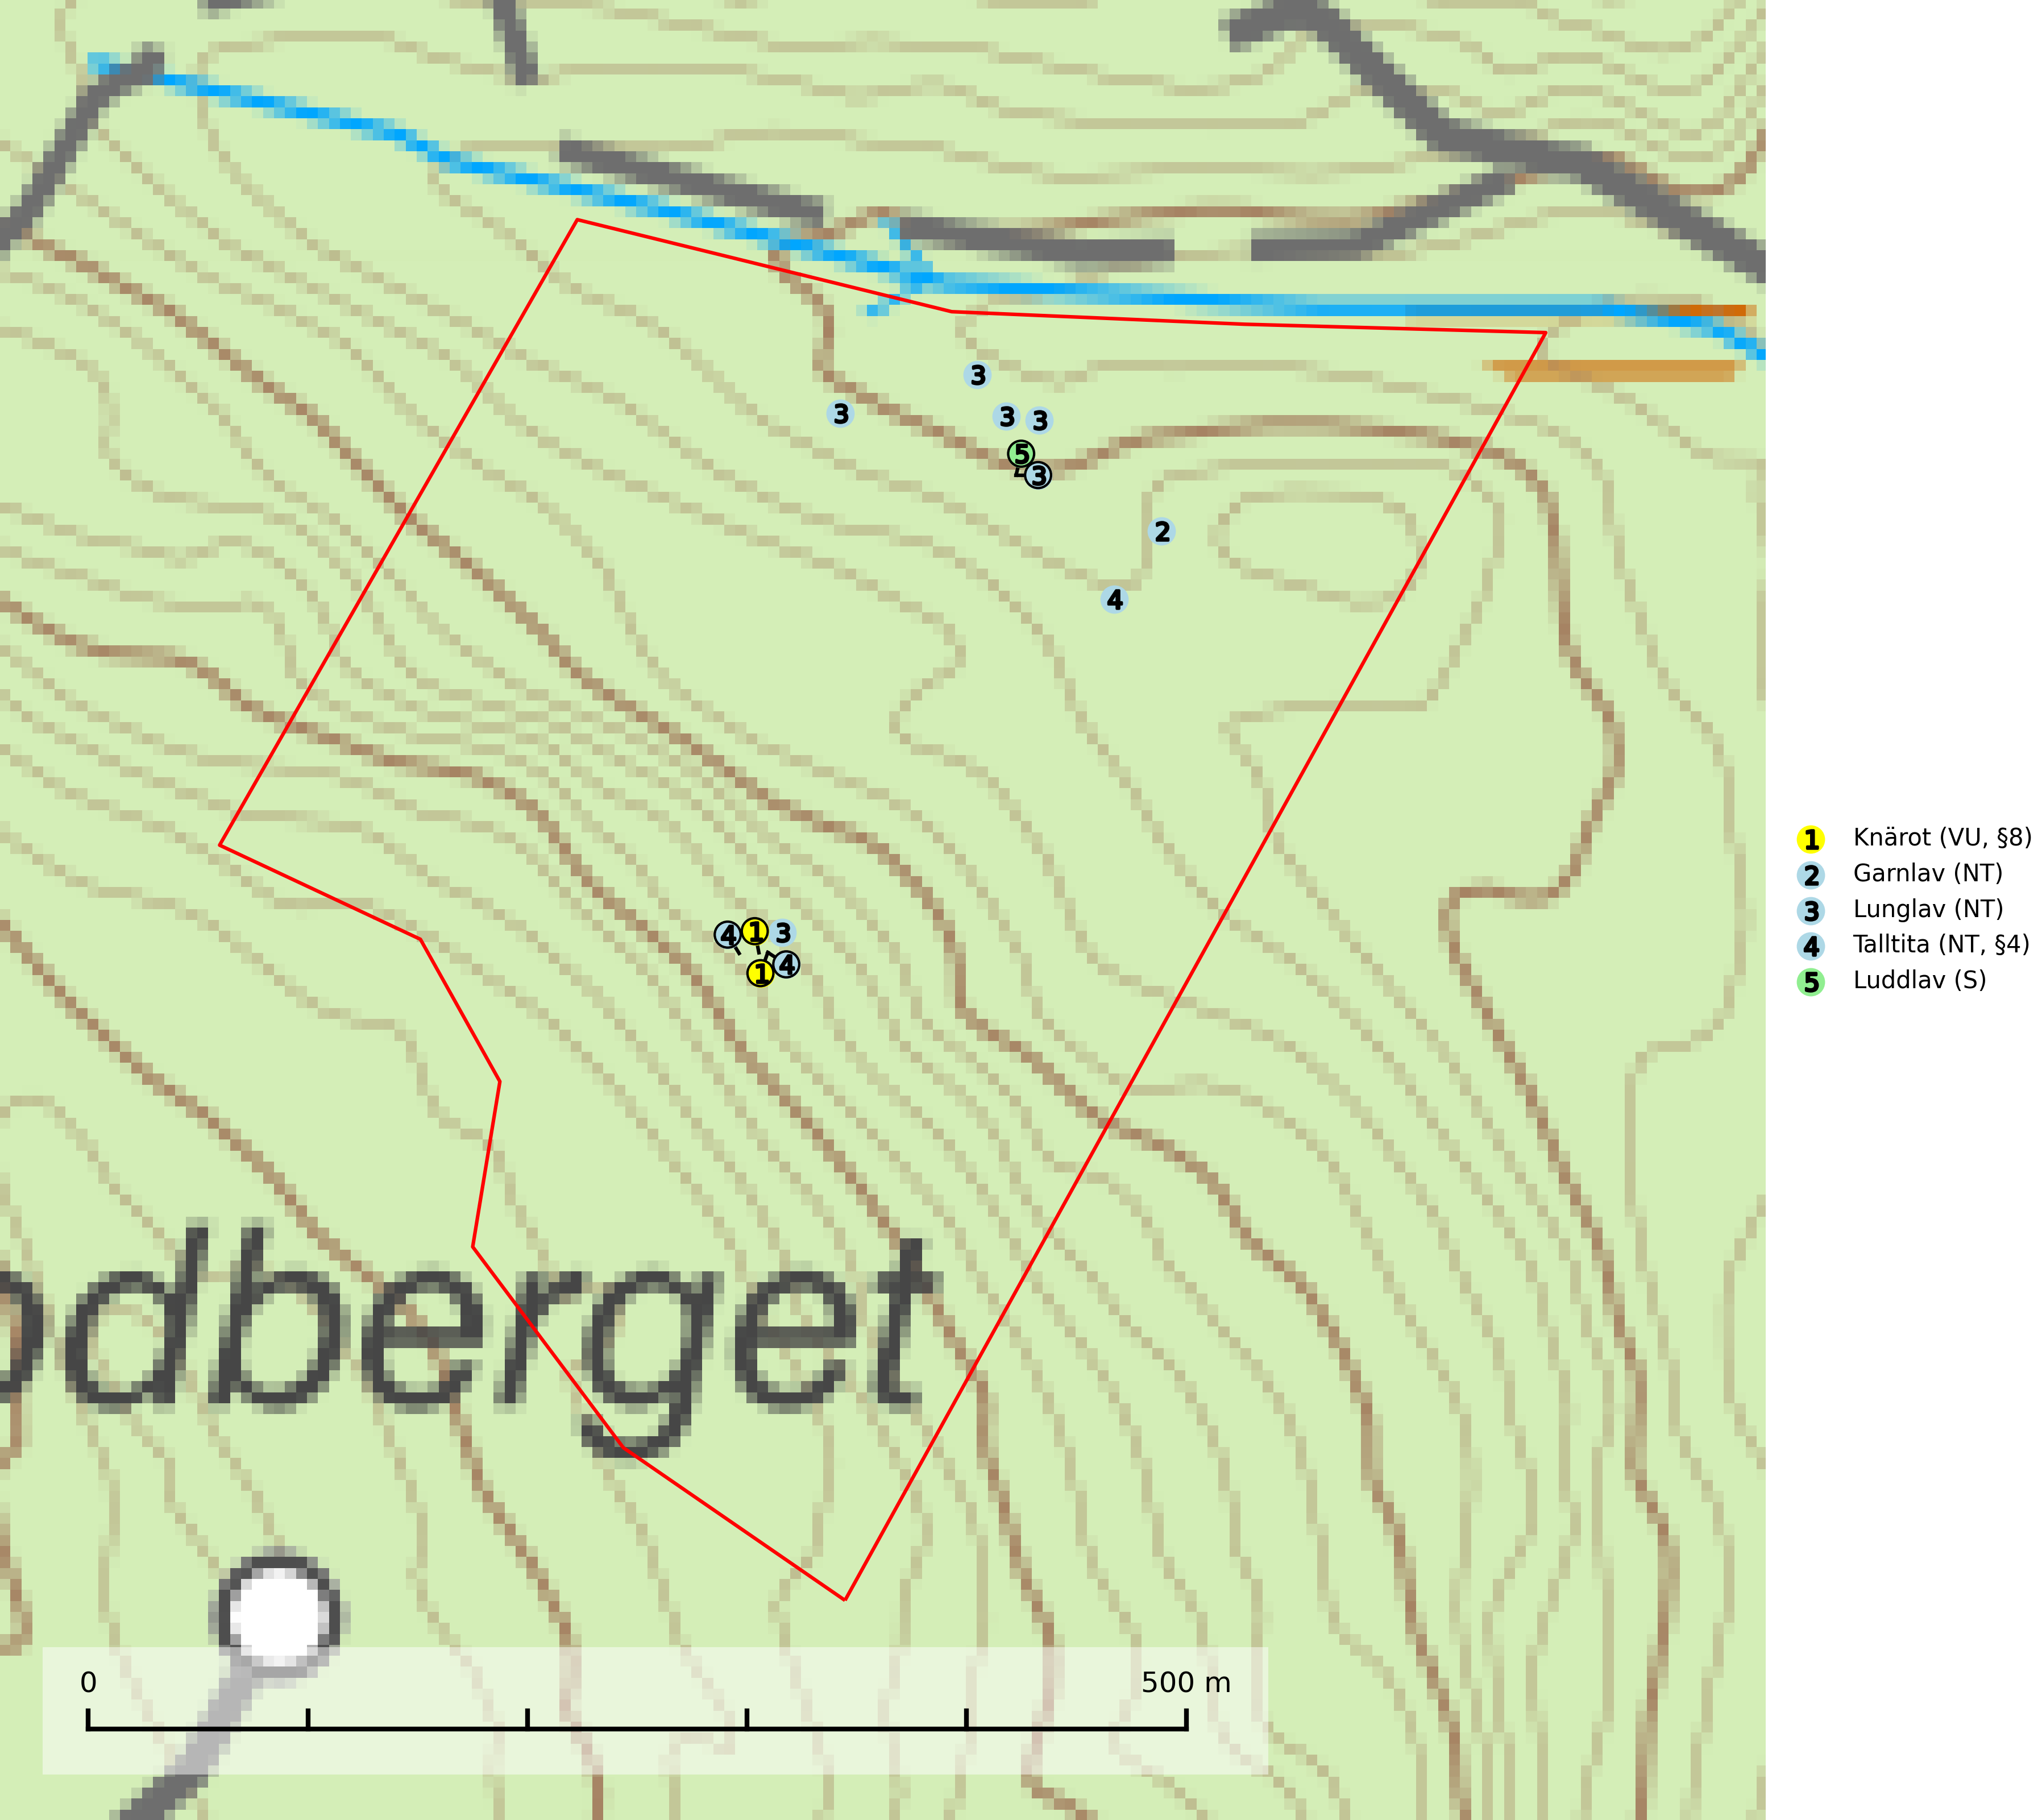 3
3
3
3
5
3
2
4
4
1
3
1
4
1 Knärot (VU, §8)
2 Garnlav (NT)
3 Lunglav (NT)
4 Talltita (NT, §4)
5 Luddlav (S)
dberget
0 500 m